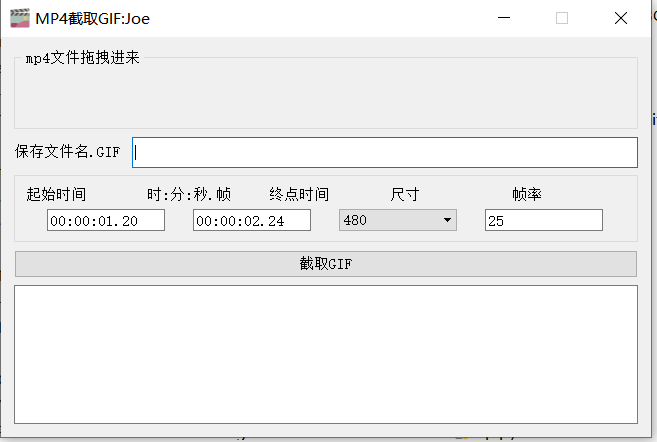 MP4截取GIF:Joe
mp4文件拖拽进来
保存文件名.GIF
起始时间 时:分:秒.帧 终点时间 尺寸 帧率
00:00:01.20 00:00:02.24 480 25
截取GIF